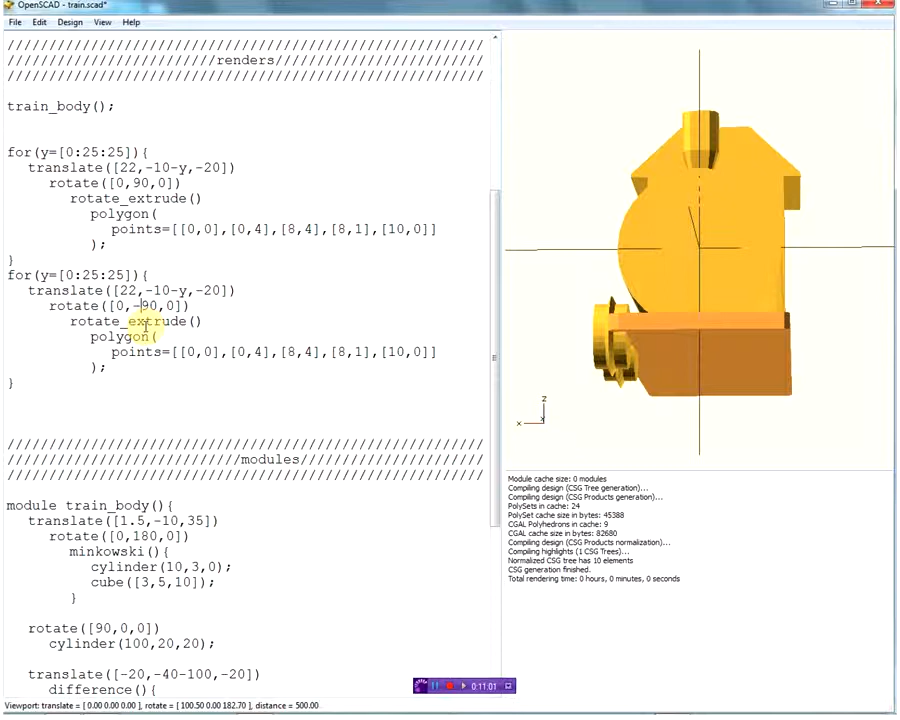 OpenSCAD - train.scad*
File Edit Design View Help
//////////////////////////////////////////////////////////
/////////////////////////renders/////////////////////////
//////////////////////////////////////////////////////////
train_body();
for(y=[0:25:25]){
translate([22,-10-y,-20])
rotate([0,90,0])
rotate_extrude()
polygon(
points=[[0,0],[0,4],[8,4],[8,1],[10,0]]
);
}
for(y=[0:25:25]){
translate([22,-10-y,-20])
rotate([0,-90,0])
rotate_extrude()
polygon(
points=[[0,0],[0,4],[8,4],[8,1],[10,0]]
);
}
//////////////////////////////////////////////////////////
////////////////////////////modules//////////////////////
//////////////////////////////////////////////////////////
module train_body(){
translate([1.5,-10,35])
rotate([0,180,0])
minkowski(){
cylinder(10,3,0);
cube([3,5,10]);
}
rotate([90,0,0])
cylinder(100,20,20);
translate([-20,-40-100,-20])
difference(){
z
x
Module cache size: 0 modules
Compiling design (CSG Tree generation)...
Compiling design (CSG Products generation)...
PolySets in cache: 24
PolySet cache size in bytes: 45388
CGAL Polyhedrons in cache: 9
CGAL cache size in bytes: 82680
Compiling design (CSG Products normalization)...
Compiling highlights (1 CSG Trees)...
Normalized CSG tree has 10 elements
CSG generation finished.
Total rendering time: 0 hours, 0 minutes, 0 seconds
0:11:01
Viewport: translate = [ 0.00 0.00 0.00 ], rotate = [ 100.50 0.00 182.70 ], distance = 500.00